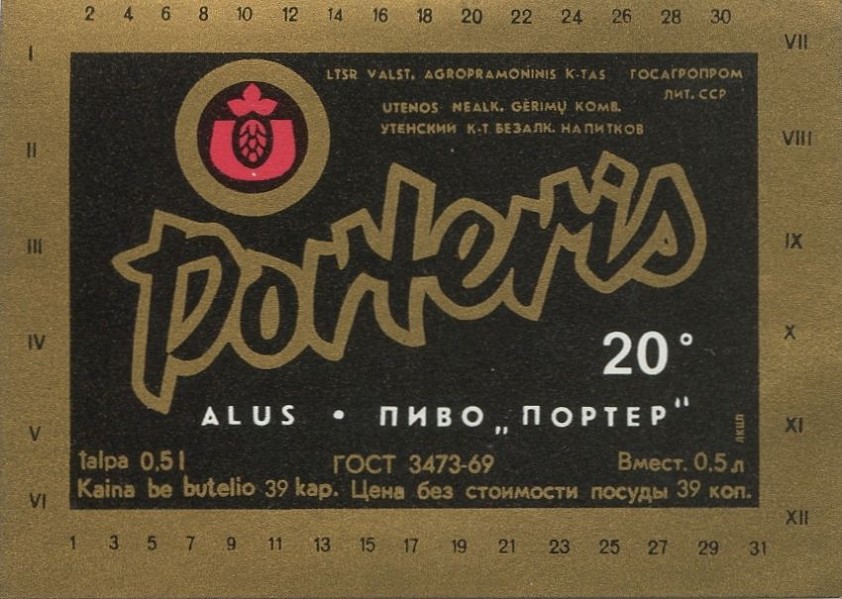 2 4 6 8 10 12 14 16 18 20 22 24 26 28 30
I
II
III
IV
V
VI
VII
VIII
IX
X
XI
XII
LTSR VALST. AGROPRAMONINIS K-TAS ГОСАГРОПРОМ
ЛИТ. ССР
UTENOS NEALK. GĖRIMŲ KOMB.
УТЕНСКИЙ К-Т БЕЗАЛК. НАПИТКОВ
Porteris
20°
ALUS • ПИВО „ПОРТЕР"
ЛКЦП
talpa 0,5 l ГОСТ 3473-69 Вмест. 0.5 л
Kaina be butelio 39 kap. Цена без стоимости посуды 39 коп.
1 3 5 7 9 11 13 15 17 19 21 23 25 27 29 31